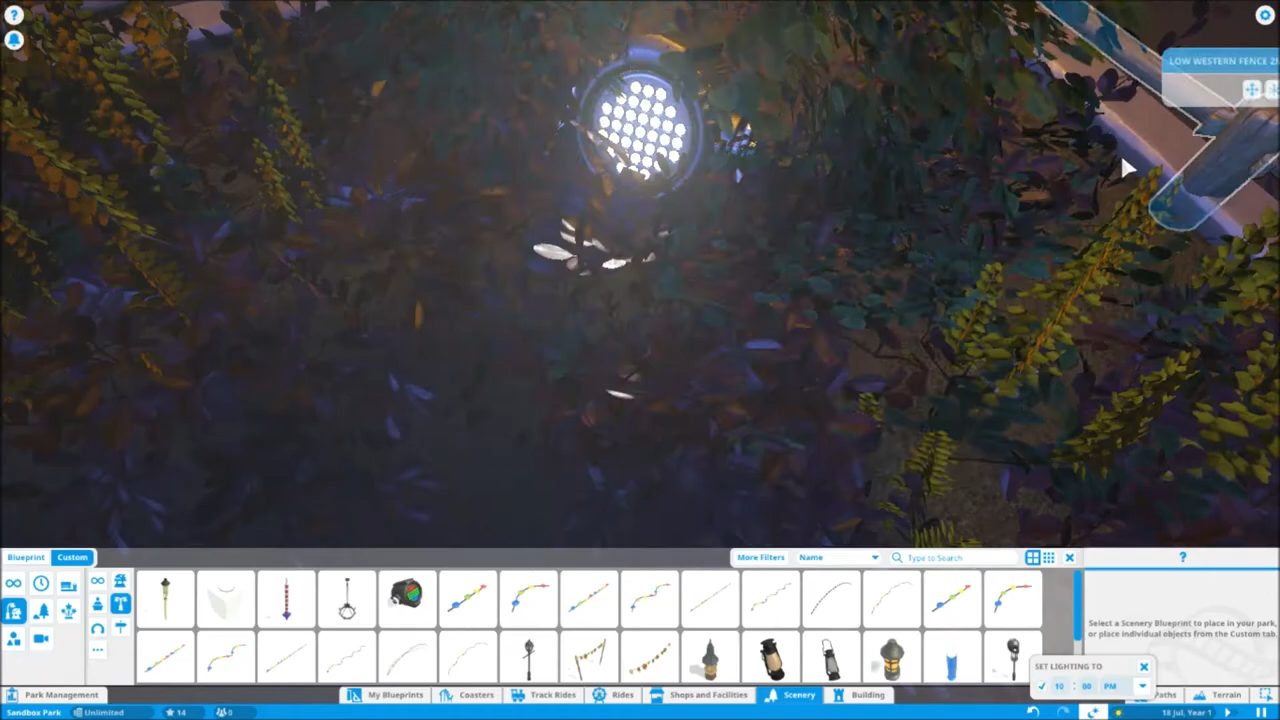 ?
LOW WESTERN FENCE 2
Blueprint
Custom
More Filters
Name
Type to Search
?
Select a Scenery Blueprint to place in your park,
or place individual objects from the Custom tab.
SET LIGHTING TO
10 : 00 PM
Park Management
My Blueprints
Coasters
Track Rides
Rides
Shops and Facilities
Scenery
Building
Paths
Terrain
Sandbox Park
Unlimited
14
0
18 Jul, Year 1